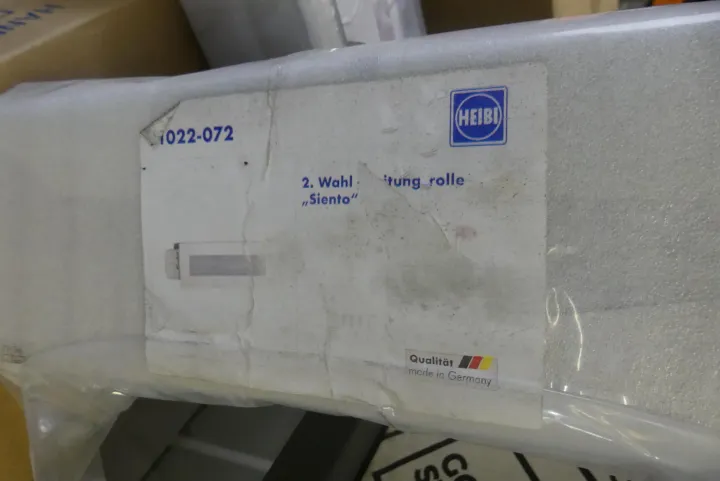 1022-072
HEIBI
2. Wahl rolle
„Siento“
Qualität
made in Germany